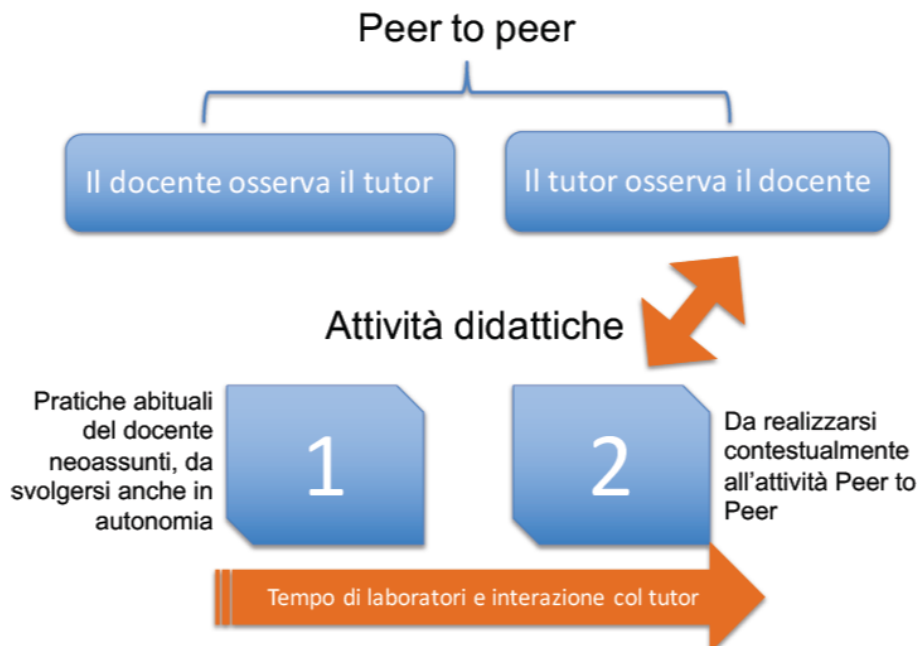 Peer to peer
Il docente osserva il tutor
Il tutor osserva il docente
Attività didattiche
Pratiche abituali
del docente
neoassunti, da
svolgersi anche in
autonomia
1
2
Da realizzarsi
contestualmente
all'attività Peer to
Peer
Tempo di laboratori e interazione col tutor